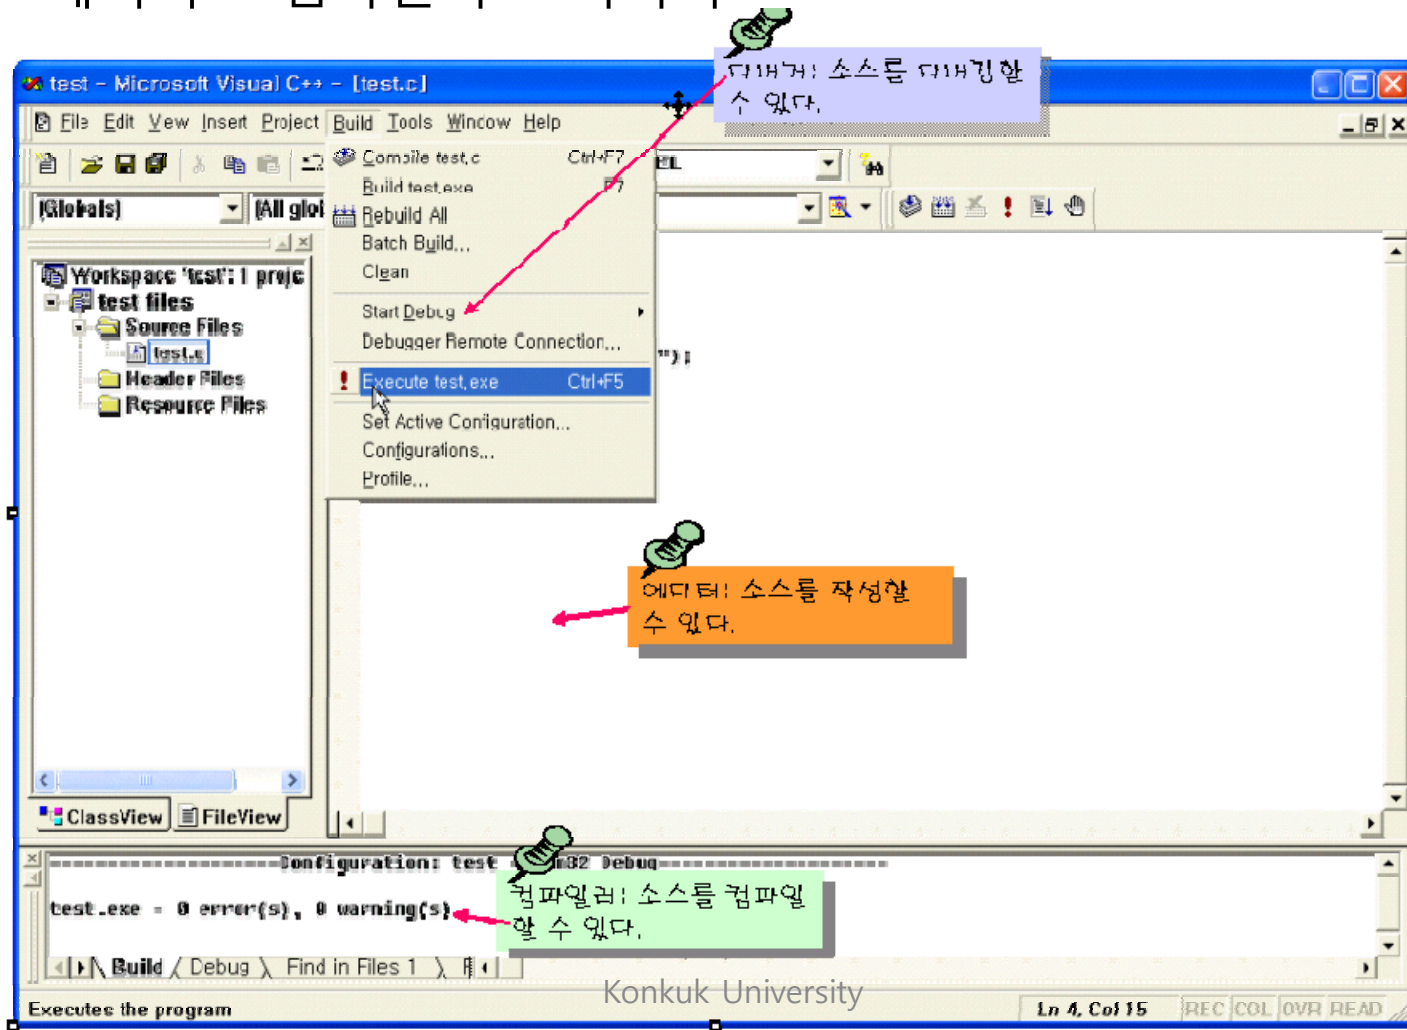 디버거: 소스를 디버깅할
수 있다.
test - Microsoft Visual C++ - [test.c]
File Edit View Insert Project Build Tools Window Help
Compile test.c Ctrl+F7
Build test.exe F7
(Globals) (All glo
Rebuild All
Batch Build...
Clean
Workspace 'test': 1 proje
test files
Start Debug
Source Files
Debugger Remote Connection...
test.c
");
Header Files
Execute test.exe Ctrl+F5
Resource Files
Set Active Configuration...
Configurations...
Profile...
에디터: 소스를 작성할
수 있다.
ClassView FileView
Configuration: test
32 Debug
컴파일러: 소스를 컴파일
할 수 있다.
test.exe - 0 error(s), 0 warning(s)
Build Debug Find in Files 1
Konkuk University
Executes the program Ln 4, Col 15 REC COL OVR READ